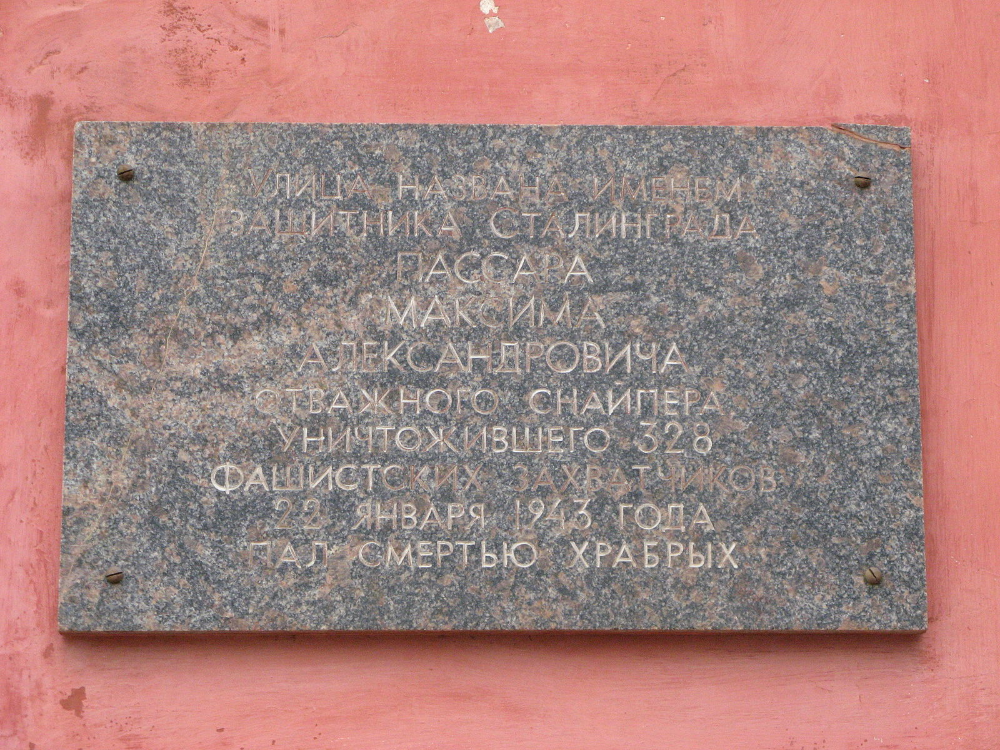 Улица названа именем
защитника Сталинграда
ПАССАРА
МАКСИМА
АЛЕКСАНДРОВИЧА
отважного снайпера
уничтожившего 328
фашистских захватчиков
22 января 1943 года
пал смертью храбрых